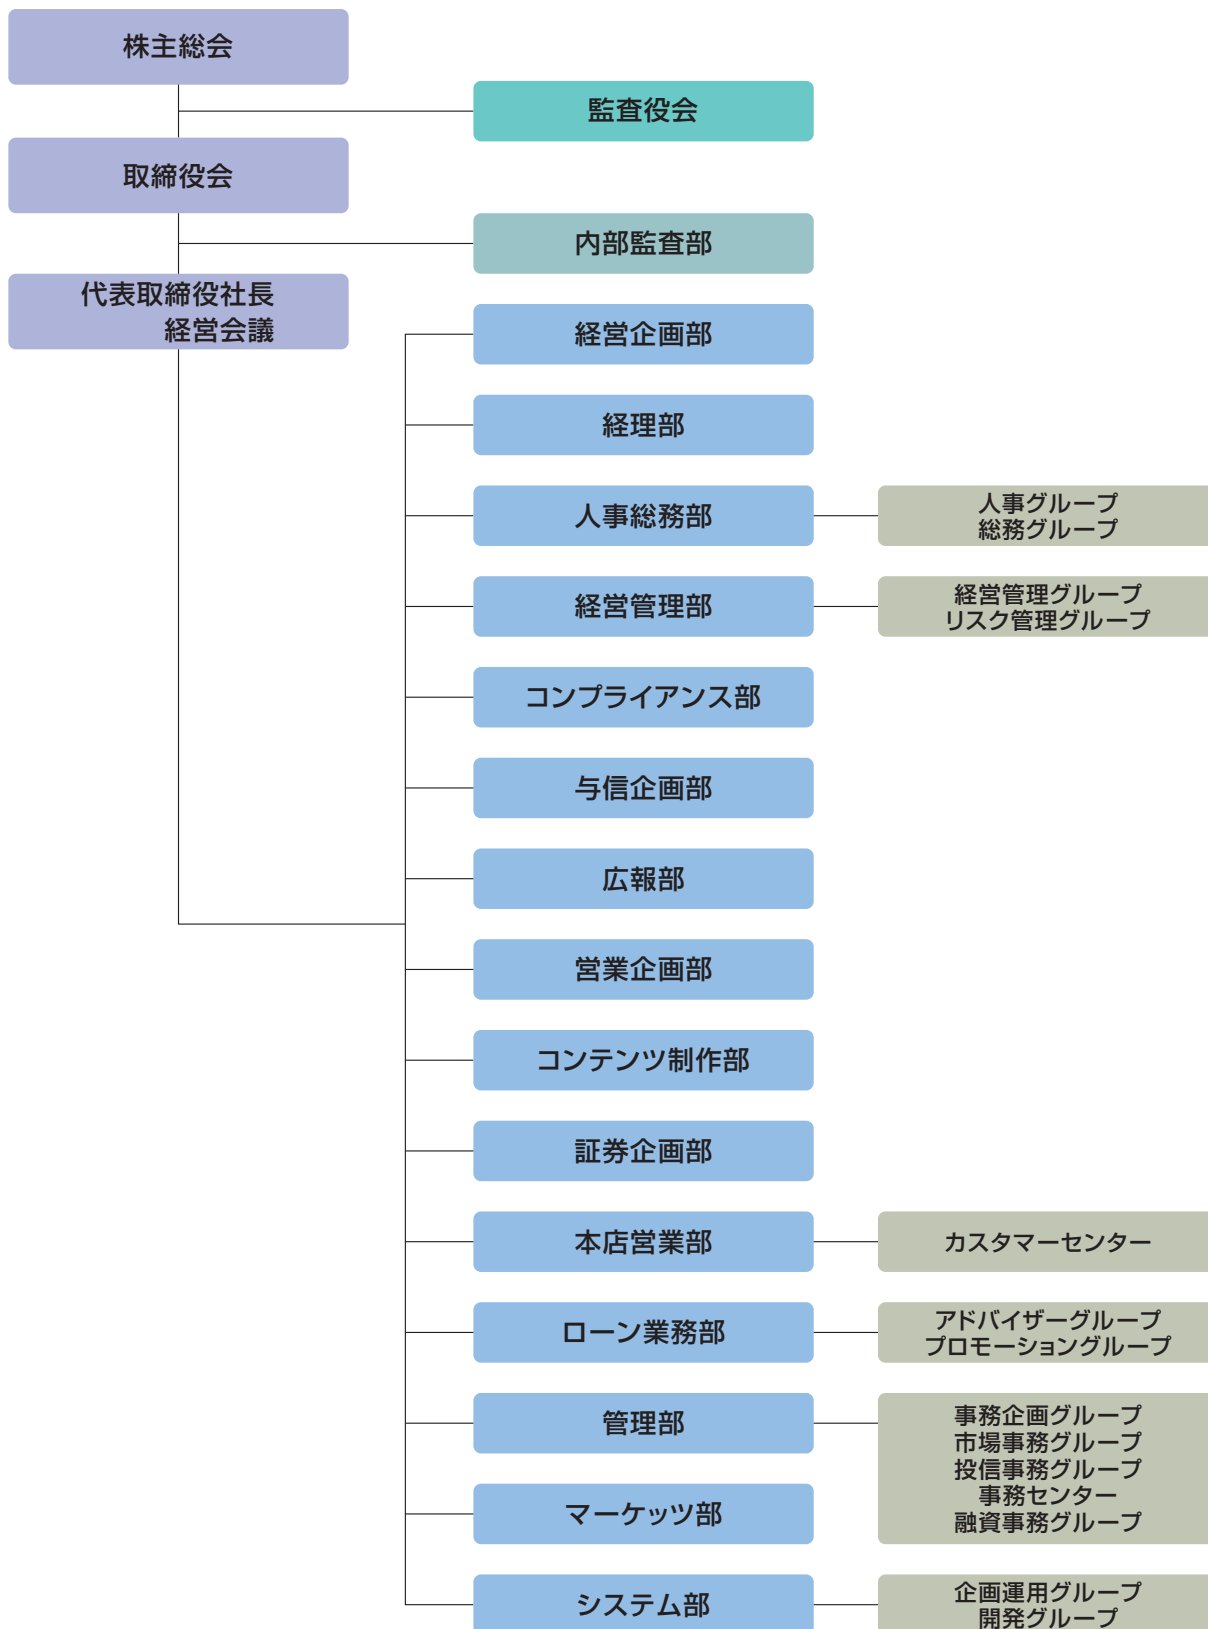 株主総会
監査役会
取締役会
内部監査部
代表取締役社長
経営会議
経営企画部
経理部
人事総務部
人事グループ
総務グループ
経営管理部
経営管理グループ
リスク管理グループ
コンプライアンス部
与信企画部
広報部
営業企画部
コンテンツ制作部
証券企画部
本店営業部
カスタマーセンター
ローン業務部
アドバイザーグループ
プロモーショングループ
管理部
事務企画グループ
市場事務グループ
投信事務グループ
事務センター
融資事務グループ
マーケッツ部
システム部
企画運用グループ
開発グループ